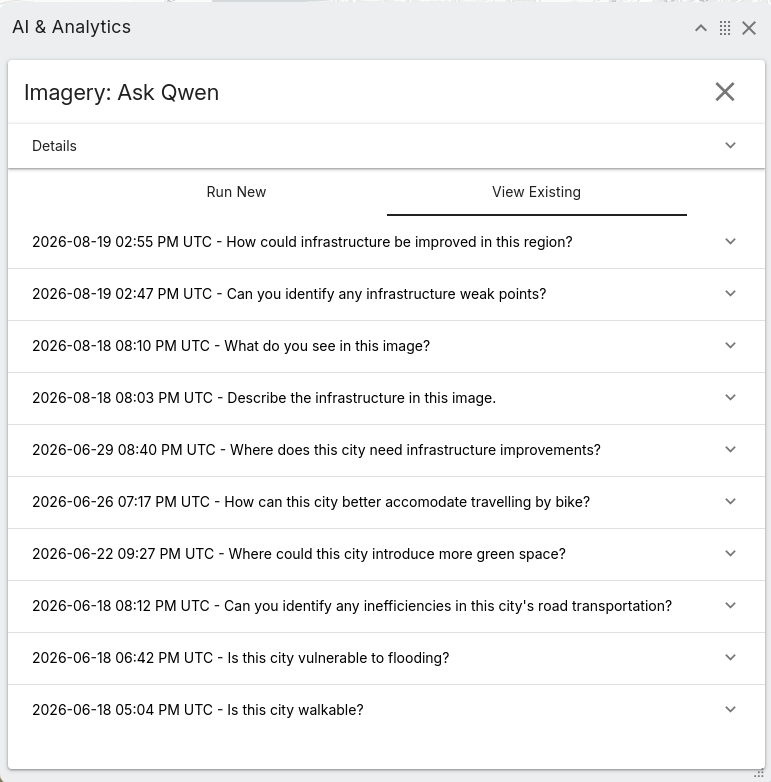 AI & Analytics
Imagery: Ask Qwen
Details
Run New
View Existing
2026-08-19 02:55 PM UTC - How could infrastructure be improved in this region?
2026-08-19 02:47 PM UTC - Can you identify any infrastructure weak points?
2026-08-18 08:10 PM UTC - What do you see in this image?
2026-08-18 08:03 PM UTC - Describe the infrastructure in this image.
2026-06-29 08:40 PM UTC - Where does this city need infrastructure improvements?
2026-06-26 07:17 PM UTC - How can this city better accomodate travelling by bike?
2026-06-22 09:27 PM UTC - Where could this city introduce more green space?
2026-06-18 08:12 PM UTC - Can you identify any inefficiencies in this city's road transportation?
2026-06-18 06:42 PM UTC - Is this city vulnerable to flooding?
2026-06-18 05:04 PM UTC - Is this city walkable?